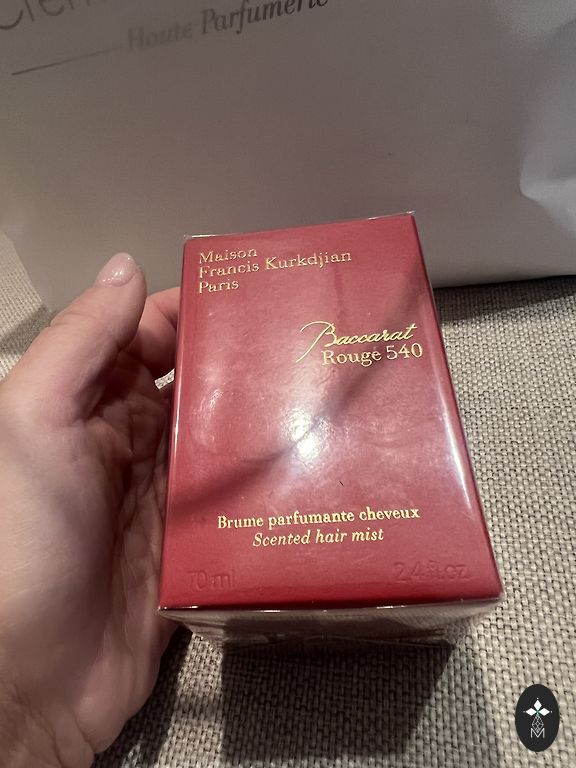 Haute Parfumerie
Maison
Francis Kurkdjian
Paris
Baccarat
Rouge 540
Brume parfumante cheveux
Scented hair mist
70 ml 2.4 fl.oz
M